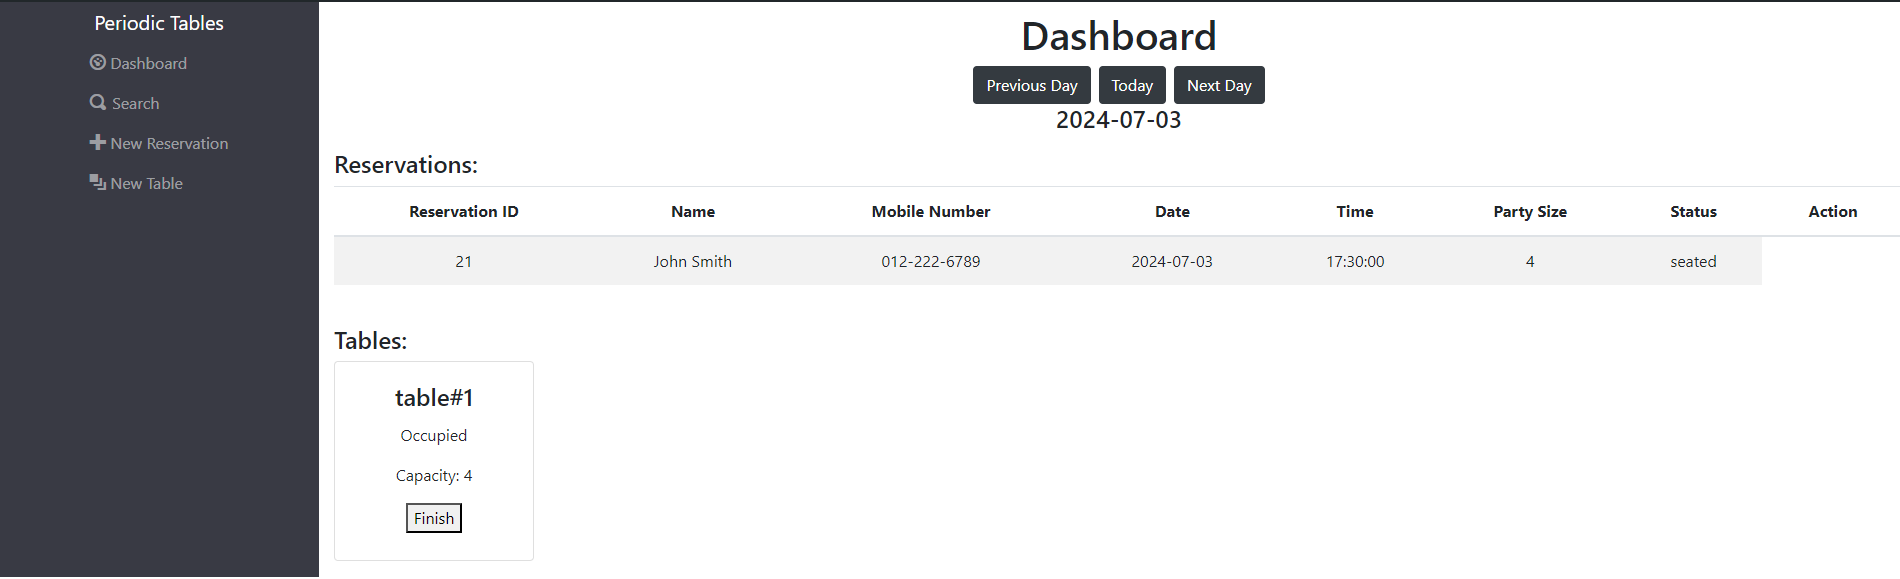 Periodic Tables
Dashboard
Search
New Reservation
New Table
Dashboard
Previous Day Today Next Day
2024-07-03
Reservations:
Reservation ID Name Mobile Number Date Time Party Size Status Action
21 John Smith 012-222-6789 2024-07-03 17:30:00 4 seated
Tables:
table#1
Occupied
Capacity: 4
Finish